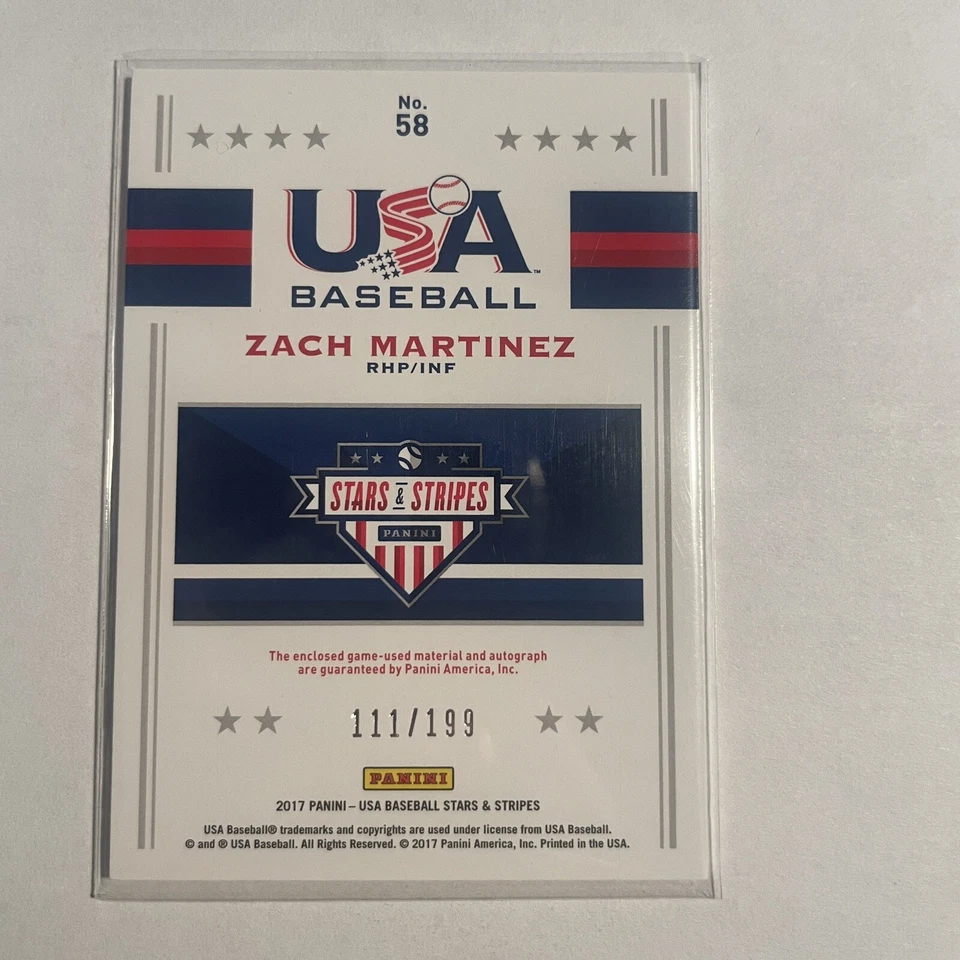 No.
58
USA
™
BASEBALL
ZACH MARTINEZ
RHP/INF
STARS & STRIPES
PANINI
The enclosed game-used material and autograph
are guaranteed by Panini America, Inc.
111/199
PANINI
2017 PANINI – USA BASEBALL STARS & STRIPES
USA Baseball® trademarks and copyrights are used under license from USA Baseball.
© and ® USA Baseball. All Rights Reserved. © 2017 Panini America, Inc. Printed in the USA.